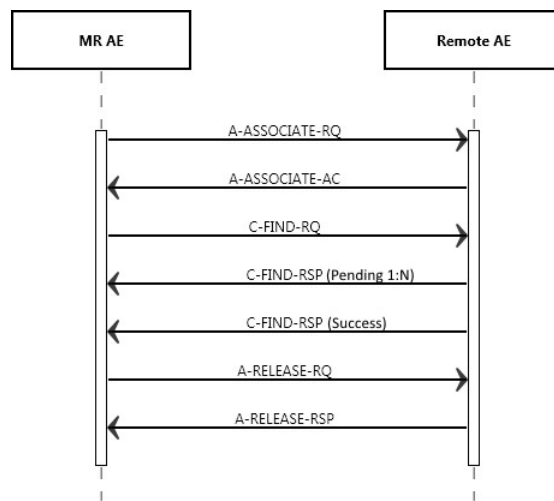 MR AE
Remote AE
A-ASSOCIATE-RQ
A-ASSOCIATE-AC
C-FIND-RQ
C-FIND-RSP (Pending 1:N)
C-FIND-RSP (Success)
A-RELEASE-RQ
A-RELEASE-RSP